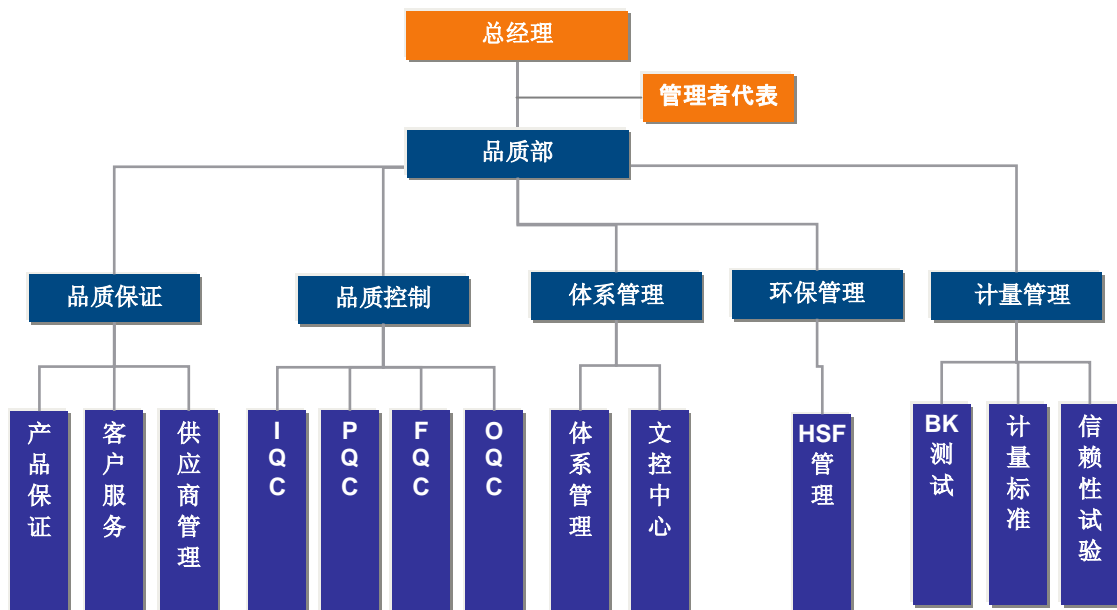 总经理
管理者代表
品质部
品质保证
品质控制
体系管理
环保管理
计量管理
产品保证
客户服务
供应商管理
IQC
PQC
FQC
OQC
体系管理
文控中心
HSF管理
BK测试
计量标准
信赖性试验